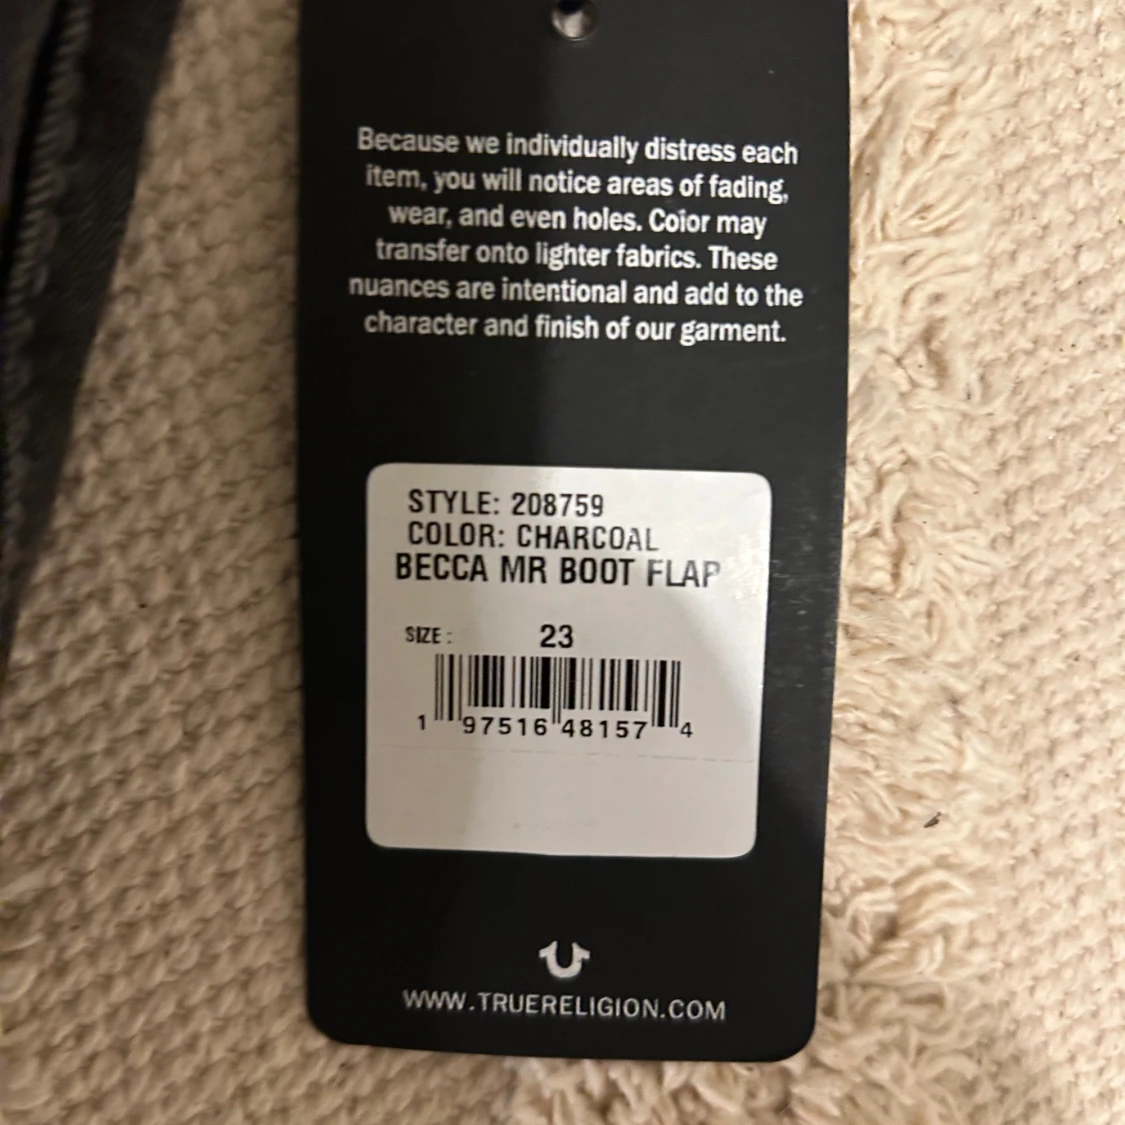 Because we individually distress each
item, you will notice areas of fading,
wear, and even holes. Color may
transfer onto lighter fabrics. These
nuances are intentional and add to the
character and finish of our garment.
STYLE: 208759
COLOR: CHARCOAL
BECCA MR BOOT FLAP
SIZE: 23
1 97516 48157 4
WWW.TRUERELIGION.COM